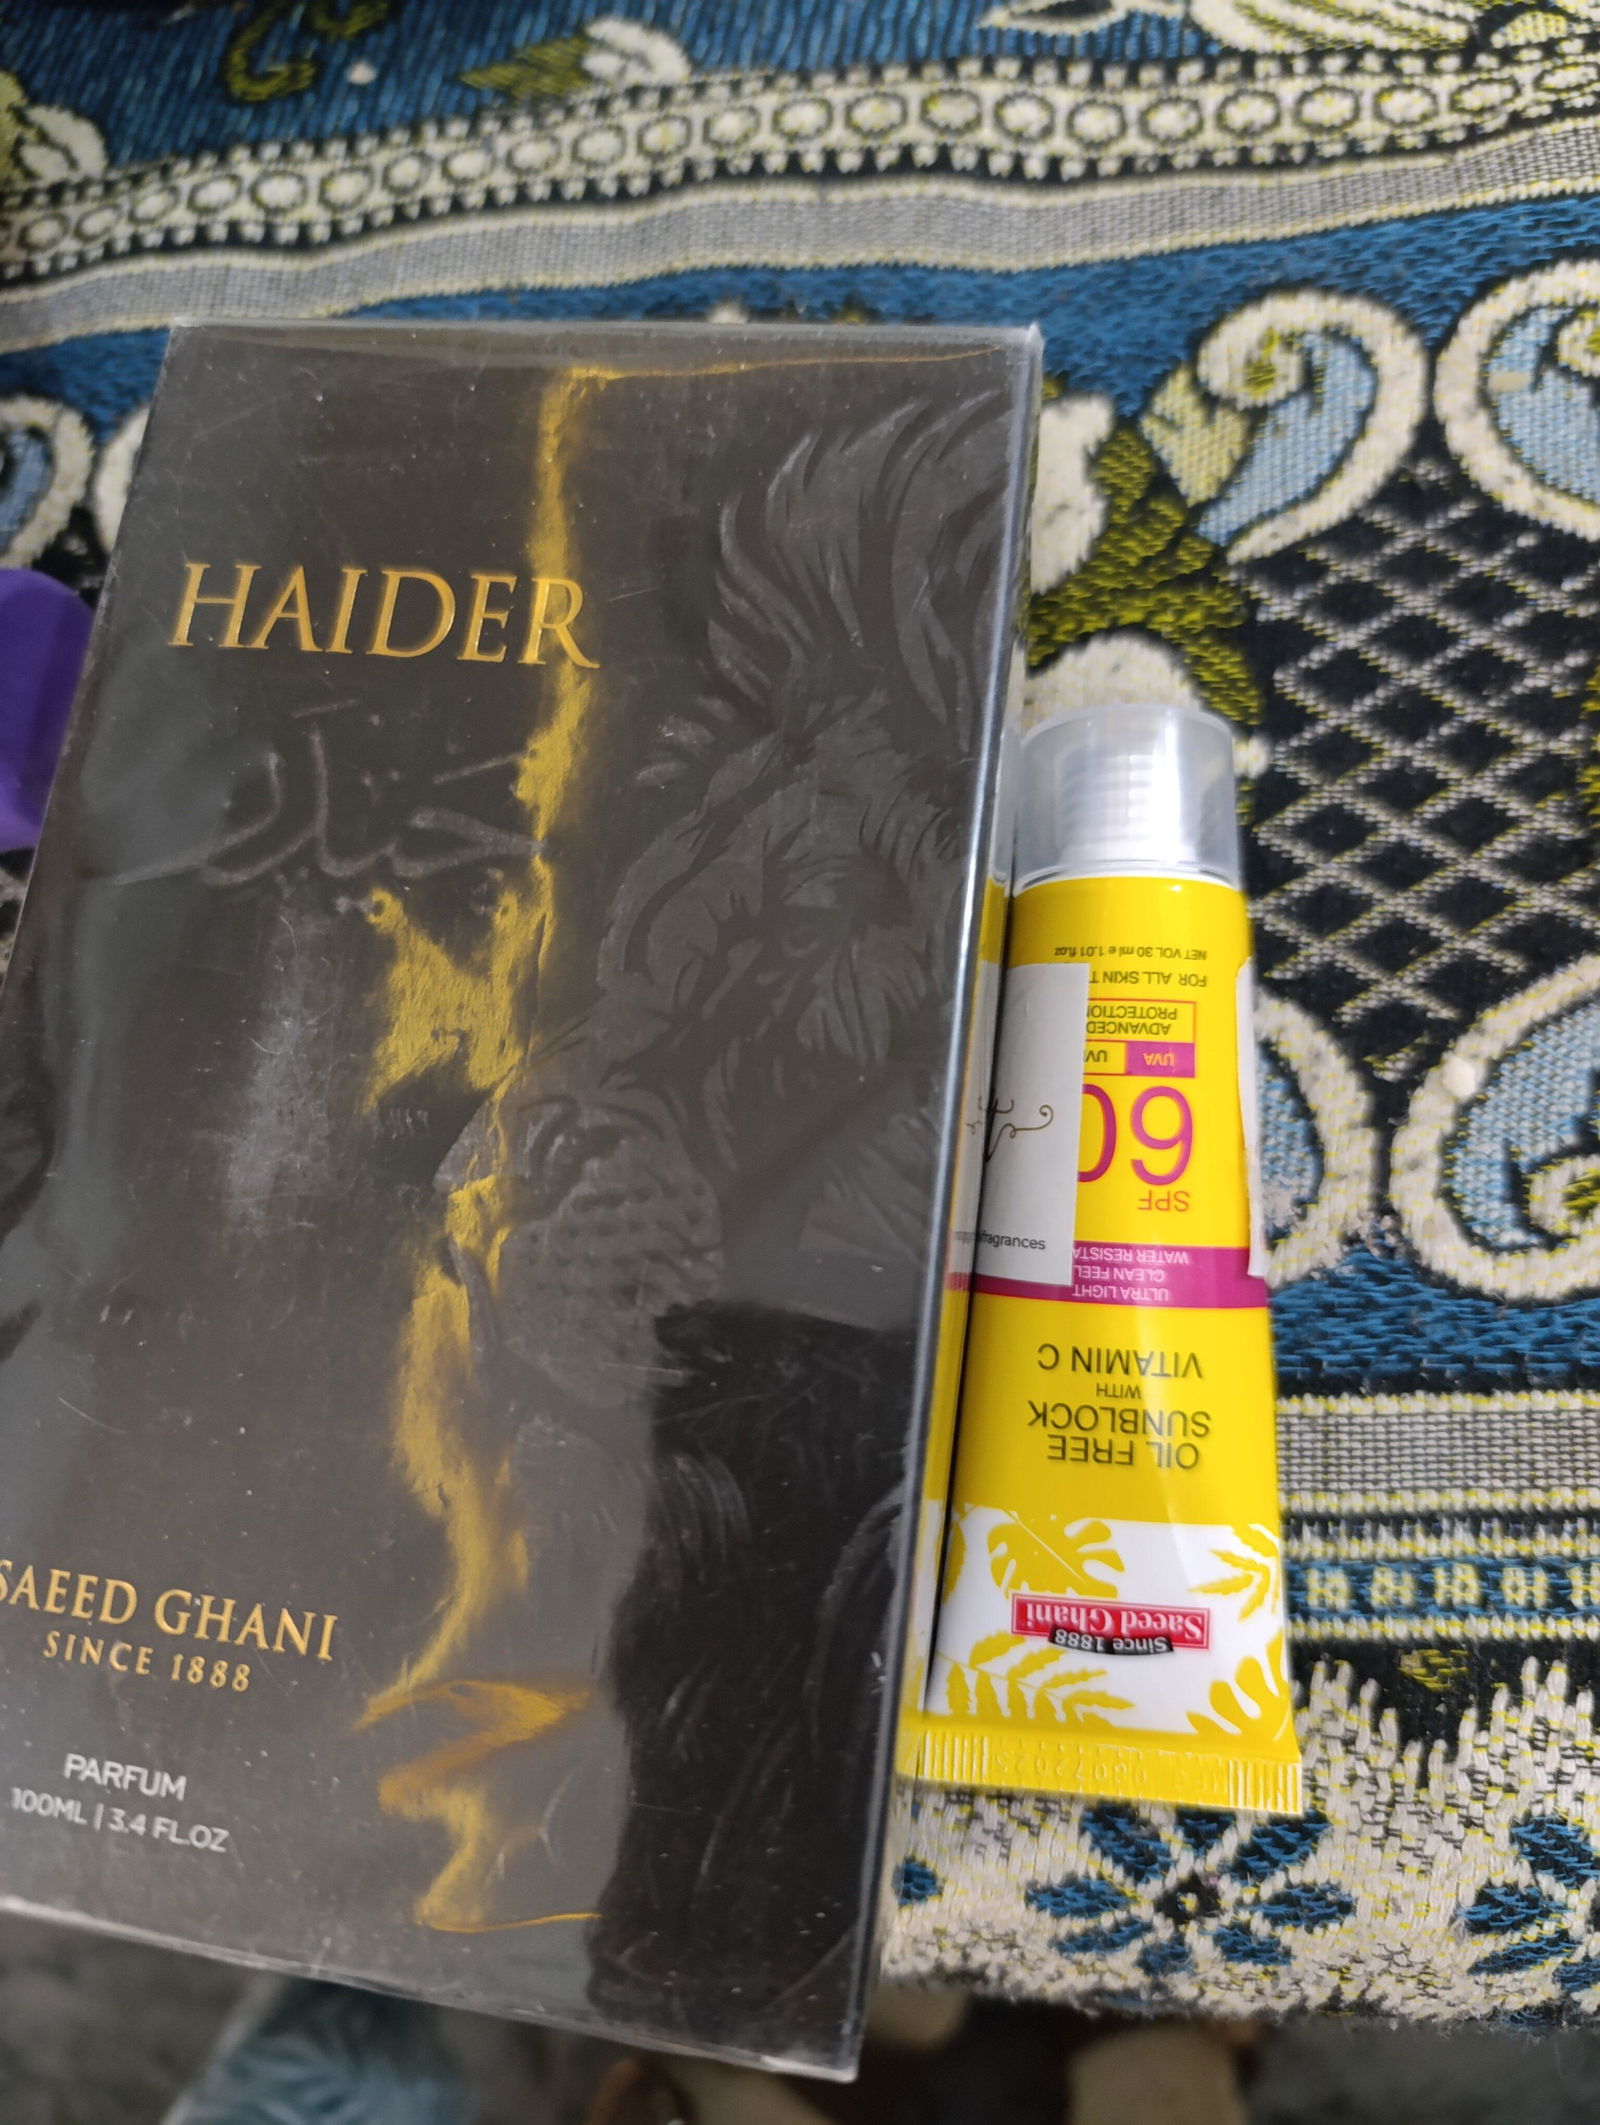 HAIDER
حیدر
SAEED GHANI
SINCE 1888
PARFUM
100ML | 3.4 FL.OZ
Since 1888
Saeed Ghani
OIL FREE
SUNBLOCK
WITH
VITAMIN C
ULTRA LIGHT
CLEAN FEEL
WATER
SPF
60
UVA
ADVANCED
PROTECTION
FOR ALL SKIN
NET VOL 30 ml e 1.01 fl.oz
fragrances